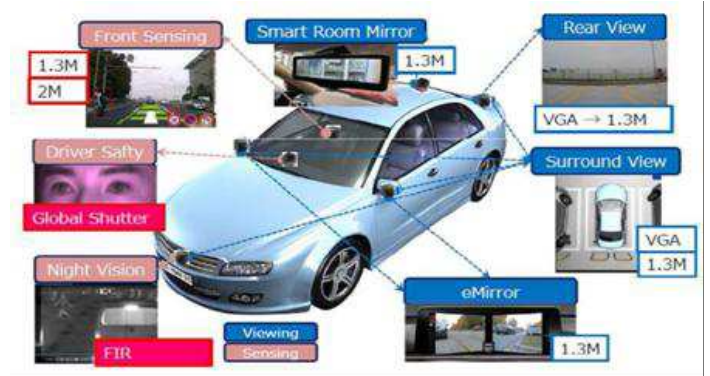 Front Sensing
1.3M
2M
Smart Room Mirror
1.3M
Rear View
VGA → 1.3M
Driver Safty
Global Shutter
Surround View
VGA
1.3M
Night Vision
FIR
eMirror
1.3M
Viewing
Sensing